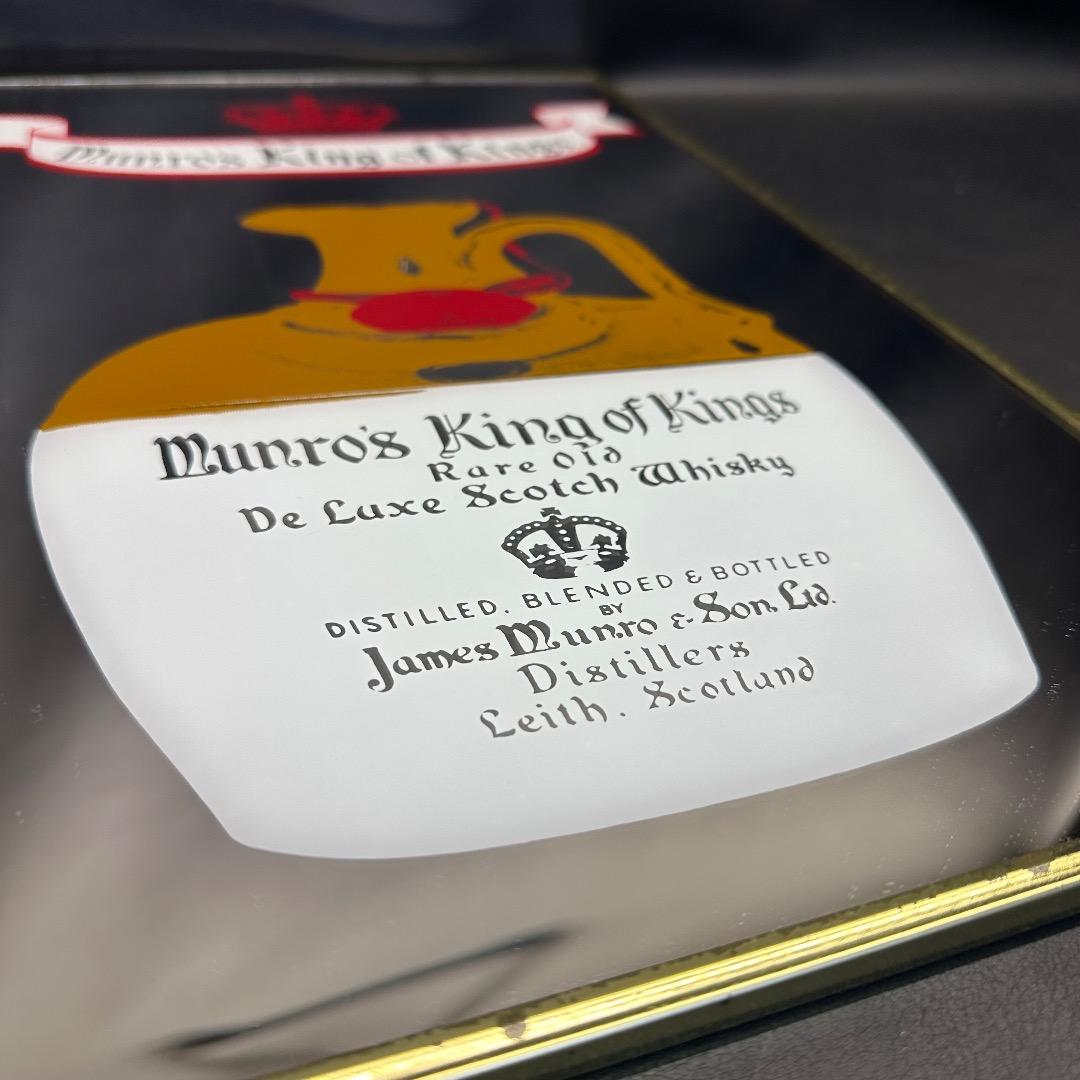 Munro's King of Kings
Munro's King of Kings
Rare Old
De Luxe Scotch Whisky
DISTILLED, BLENDED & BOTTLED
BY
James Munro & Son Ltd.
Distillers
Leith. Scotland